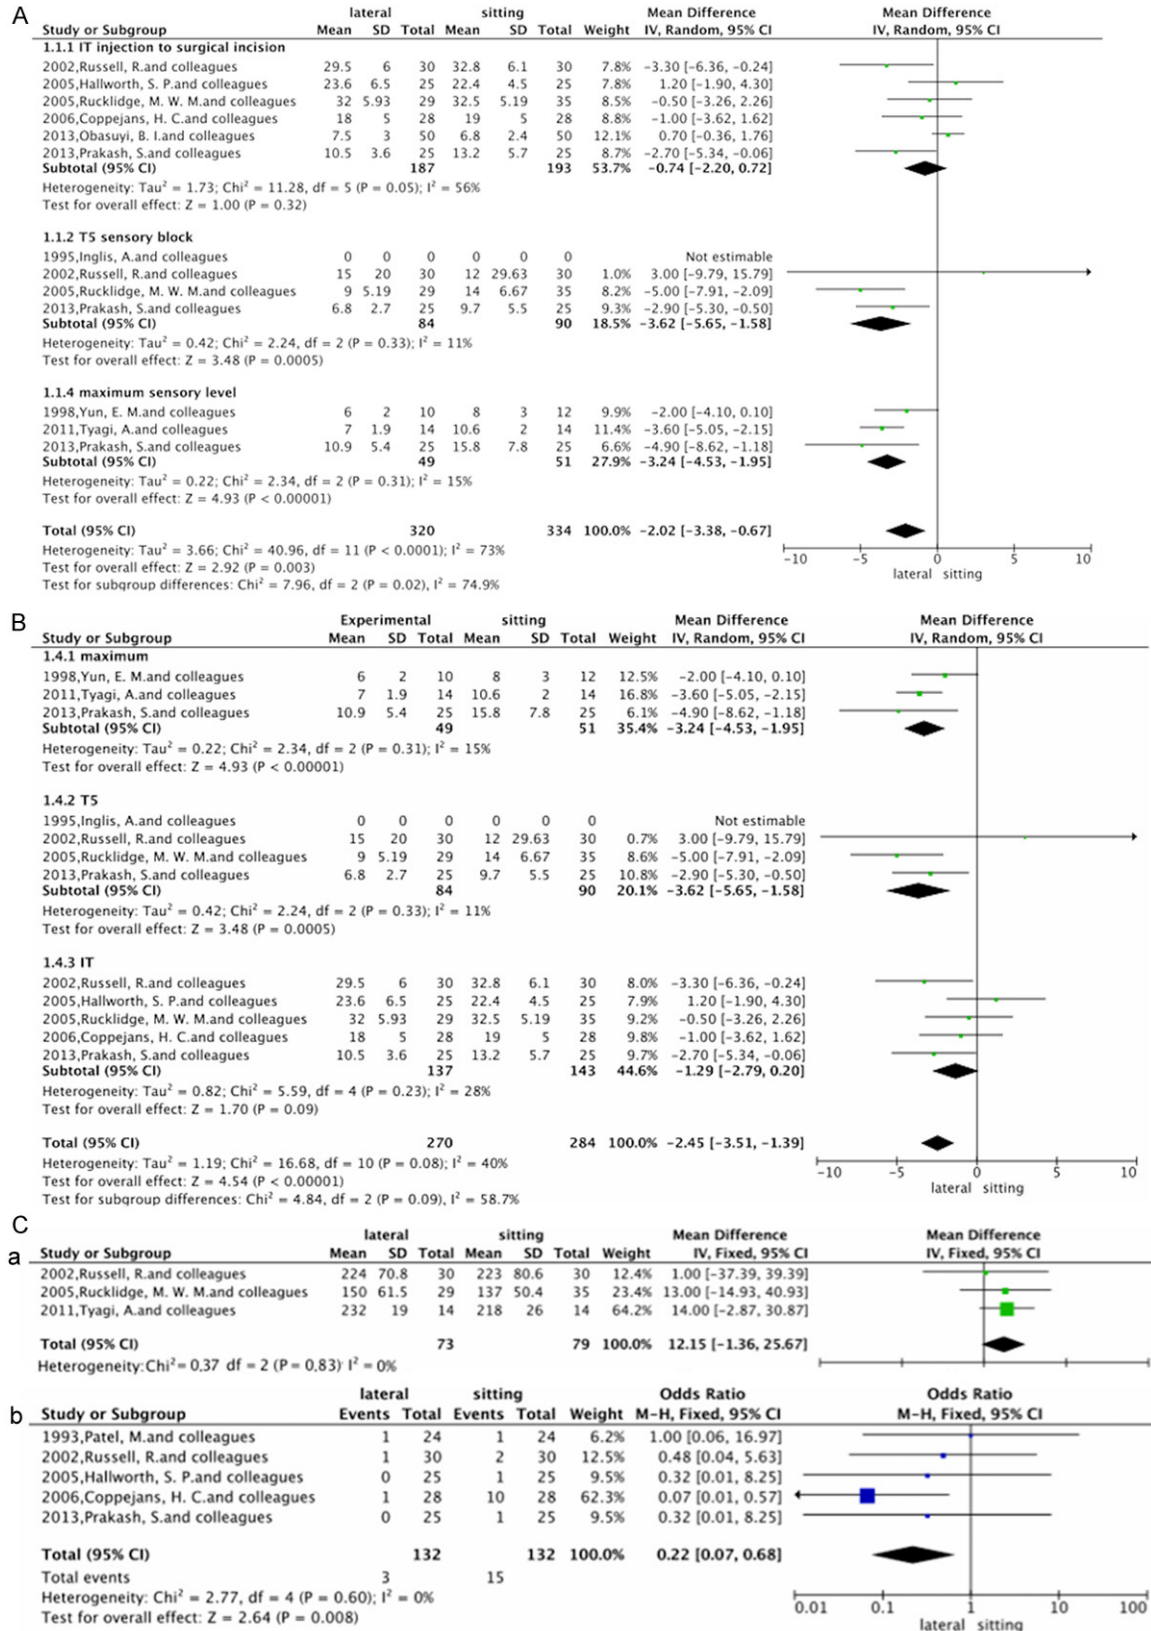 A
lateral sitting Mean Difference Mean Difference
Study or Subgroup Mean SD Total Mean SD Total Weight IV, Random, 95% CI IV, Random, 95% CI
1.1.1 IT injection to surgical incision
2002,Russell, R.and colleagues 29.5 6 30 32.8 6.1 30 7.8% -3.30 [-6.36, -0.24]
2005,Hallworth, S. P.and colleagues 23.6 6.5 25 22.4 4.5 25 7.8% 1.20 [-1.90, 4.30]
2005,Rucklidge, M. W. M.and colleagues 32 5.93 29 32.5 5.19 35 8.5% -0.50 [-3.26, 2.26]
2006,Coppejans, H. C.and colleagues 18 5 28 19 5 28 8.8% -1.00 [-3.62, 1.62]
2013,Obasuyi, B. I.and colleagues 7.5 3 50 6.8 2.4 50 12.1% 0.70 [-0.36, 1.76]
2013,Prakash, S.and colleagues 10.5 3.6 25 13.2 5.7 25 8.7% -2.70 [-5.34, -0.06]
Subtotal (95% CI) 187 193 53.7% -0.74 [-2.20, 0.72]
Heterogeneity: Tau² = 1.73; Chi² = 11.28, df = 5 (P = 0.05); I² = 56%
Test for overall effect: Z = 1.00 (P = 0.32)
1.1.2 T5 sensory block
1995,Inglis, A.and colleagues 0 0 0 0 0 0 Not estimable
2002,Russell, R.and colleagues 15 20 30 12 29.63 30 1.0% 3.00 [-9.79, 15.79]
2005,Rucklidge, M. W. M.and colleagues 9 5.19 29 14 6.67 35 8.2% -5.00 [-7.91, -2.09]
2013,Prakash, S.and colleagues 6.8 2.7 25 9.7 5.5 25 9.3% -2.90 [-5.30, -0.50]
Subtotal (95% CI) 84 90 18.5% -3.62 [-5.65, -1.58]
Heterogeneity: Tau² = 0.42; Chi² = 2.24, df = 2 (P = 0.33); I² = 11%
Test for overall effect: Z = 3.48 (P = 0.0005)
1.1.4 maximum sensory level
1998,Yun, E. M.and colleagues 6 2 10 8 3 12 9.9% -2.00 [-4.10, 0.10]
2011,Tyagi, A.and colleagues 7 1.9 14 10.6 2 14 11.4% -3.60 [-5.05, -2.15]
2013,Prakash, S.and colleagues 10.9 5.4 25 15.8 7.8 25 6.6% -4.90 [-8.62, -1.18]
Subtotal (95% CI) 49 51 27.9% -3.24 [-4.53, -1.95]
Heterogeneity: Tau² = 0.22; Chi² = 2.34, df = 2 (P = 0.31); I² = 15%
Test for overall effect: Z = 4.93 (P < 0.00001)
Total (95% CI) 320 334 100.0% -2.02 [-3.38, -0.67]
Heterogeneity: Tau² = 3.66; Chi² = 40.96, df = 11 (P < 0.0001); I² = 73%
Test for overall effect: Z = 2.92 (P = 0.003)
Test for subgroup differences: Chi² = 7.96, df = 2 (P = 0.02), I² = 74.9%
-10 -5 0 5 10
lateral sitting
B
Experimental sitting Mean Difference Mean Difference
Study or Subgroup Mean SD Total Mean SD Total Weight IV, Random, 95% CI IV, Random, 95% CI
1.4.1 maximum
1998,Yun, E. M.and colleagues 6 2 10 8 3 12 12.5% -2.00 [-4.10, 0.10]
2011,Tyagi, A.and colleagues 7 1.9 14 10.6 2 14 16.8% -3.60 [-5.05, -2.15]
2013,Prakash, S.and colleagues 10.9 5.4 25 15.8 7.8 25 6.1% -4.90 [-8.62, -1.18]
Subtotal (95% CI) 49 51 35.4% -3.24 [-4.53, -1.95]
Heterogeneity: Tau² = 0.22; Chi² = 2.34, df = 2 (P = 0.31); I² = 15%
Test for overall effect: Z = 4.93 (P < 0.00001)
1.4.2 T5
1995,Inglis, A.and colleagues 0 0 0 0 0 0 Not estimable
2002,Russell, R.and colleagues 15 20 30 12 29.63 30 0.7% 3.00 [-9.79, 15.79]
2005,Rucklidge, M. W. M.and colleagues 9 5.19 29 14 6.67 35 8.6% -5.00 [-7.91, -2.09]
2013,Prakash, S.and colleagues 6.8 2.7 25 9.7 5.5 25 10.8% -2.90 [-5.30, -0.50]
Subtotal (95% CI) 84 90 20.1% -3.62 [-5.65, -1.58]
Heterogeneity: Tau² = 0.42; Chi² = 2.24, df = 2 (P = 0.33); I² = 11%
Test for overall effect: Z = 3.48 (P = 0.0005)
1.4.3 IT
2002,Russell, R.and colleagues 29.5 6 30 32.8 6.1 30 8.0% -3.30 [-6.36, -0.24]
2005,Hallworth, S. P.and colleagues 23.6 6.5 25 22.4 4.5 25 7.9% 1.20 [-1.90, 4.30]
2005,Rucklidge, M. W. M.and colleagues 32 5.93 29 32.5 5.19 35 9.2% -0.50 [-3.26, 2.26]
2006,Coppejans, H. C.and colleagues 18 5 28 19 5 28 9.8% -1.00 [-3.62, 1.62]
2013,Prakash, S.and colleagues 10.5 3.6 25 13.2 5.7 25 9.7% -2.70 [-5.34, -0.06]
Subtotal (95% CI) 137 143 44.6% -1.29 [-2.79, 0.20]
Heterogeneity: Tau² = 0.82; Chi² = 5.59, df = 4 (P = 0.23); I² = 28%
Test for overall effect: Z = 1.70 (P = 0.09)
Total (95% CI) 270 284 100.0% -2.45 [-3.51, -1.39]
Heterogeneity: Tau² = 1.19; Chi² = 16.68, df = 10 (P = 0.08); I² = 40%
Test for overall effect: Z = 4.54 (P < 0.00001)
Test for subgroup differences: Chi² = 4.84, df = 2 (P = 0.09), I² = 58.7%
-10 -5 0 5 10
lateral sitting
C
a
lateral sitting Mean Difference Mean Difference
Study or Subgroup Mean SD Total Mean SD Total Weight IV, Fixed, 95% CI IV, Fixed, 95% CI
2002,Russell, R.and colleagues 224 70.8 30 223 80.6 30 12.4% 1.00 [-37.39, 39.39]
2005,Rucklidge, M. W. M.and colleagues 150 61.5 29 137 50.4 35 23.4% 13.00 [-14.93, 40.93]
2011,Tyagi, A.and colleagues 232 19 14 218 26 14 64.2% 14.00 [-2.87, 30.87]
Total (95% CI) 73 79 100.0% 12.15 [-1.36, 25.67]
Heterogeneity:Chi²= 0.37 df = 2 (P = 0.83) I² = 0%
b
lateral sitting Odds Ratio Odds Ratio
Study or Subgroup Events Total Events Total Weight M-H, Fixed, 95% CI M-H, Fixed, 95% CI
1993,Patel, M.and colleagues 1 24 1 24 6.2% 1.00 [0.06, 16.97]
2002,Russell, R.and colleagues 1 30 2 30 12.5% 0.48 [0.04, 5.63]
2005,Hallworth, S. P.and colleagues 0 25 1 25 9.5% 0.32 [0.01, 8.25]
2006,Coppejans, H. C.and colleagues 1 28 10 28 62.3% 0.07 [0.01, 0.57]
2013,Prakash, S.and colleagues 0 25 1 25 9.5% 0.32 [0.01, 8.25]
Total (95% CI) 132 132 100.0% 0.22 [0.07, 0.68]
Total events 3 15
Heterogeneity: Chi² = 2.77, df = 4 (P = 0.60); I² = 0%
Test for overall effect: Z = 2.64 (P = 0.008)
0.01 0.1 1 10 100
lateral sitting